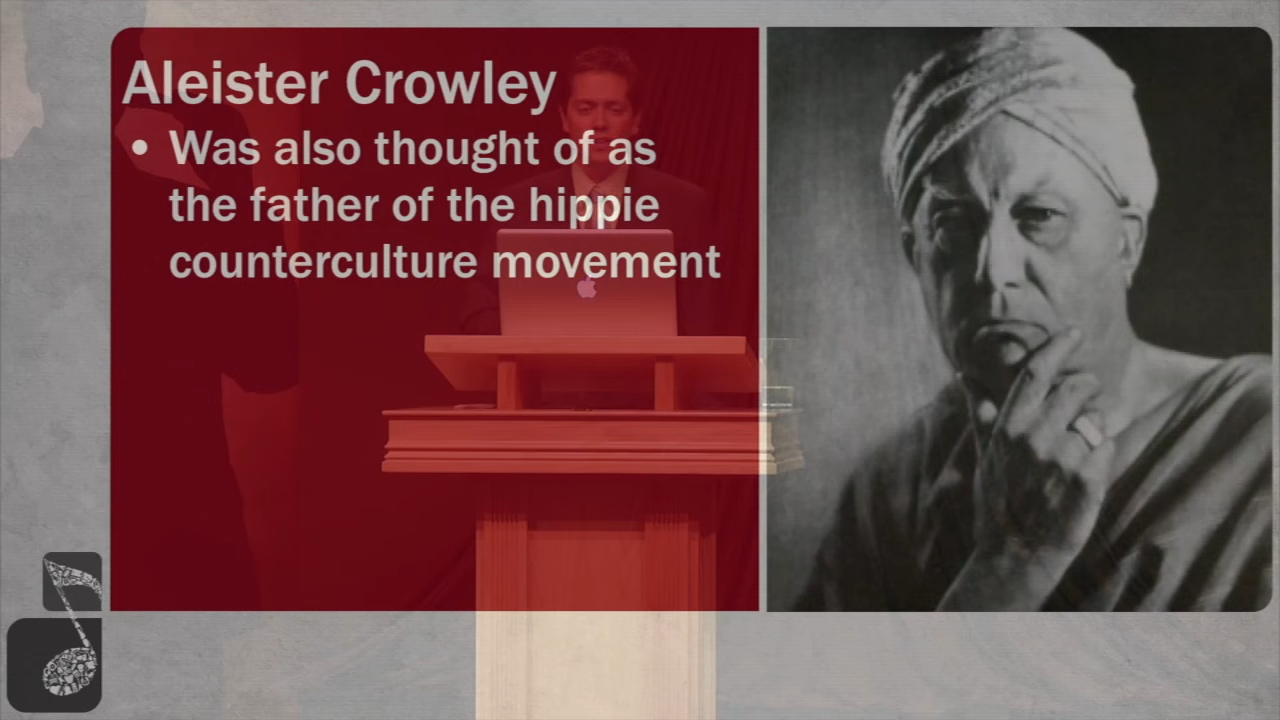 Aleister Crowley
• Was also thought of as
the father of the hippie
counterculture movement